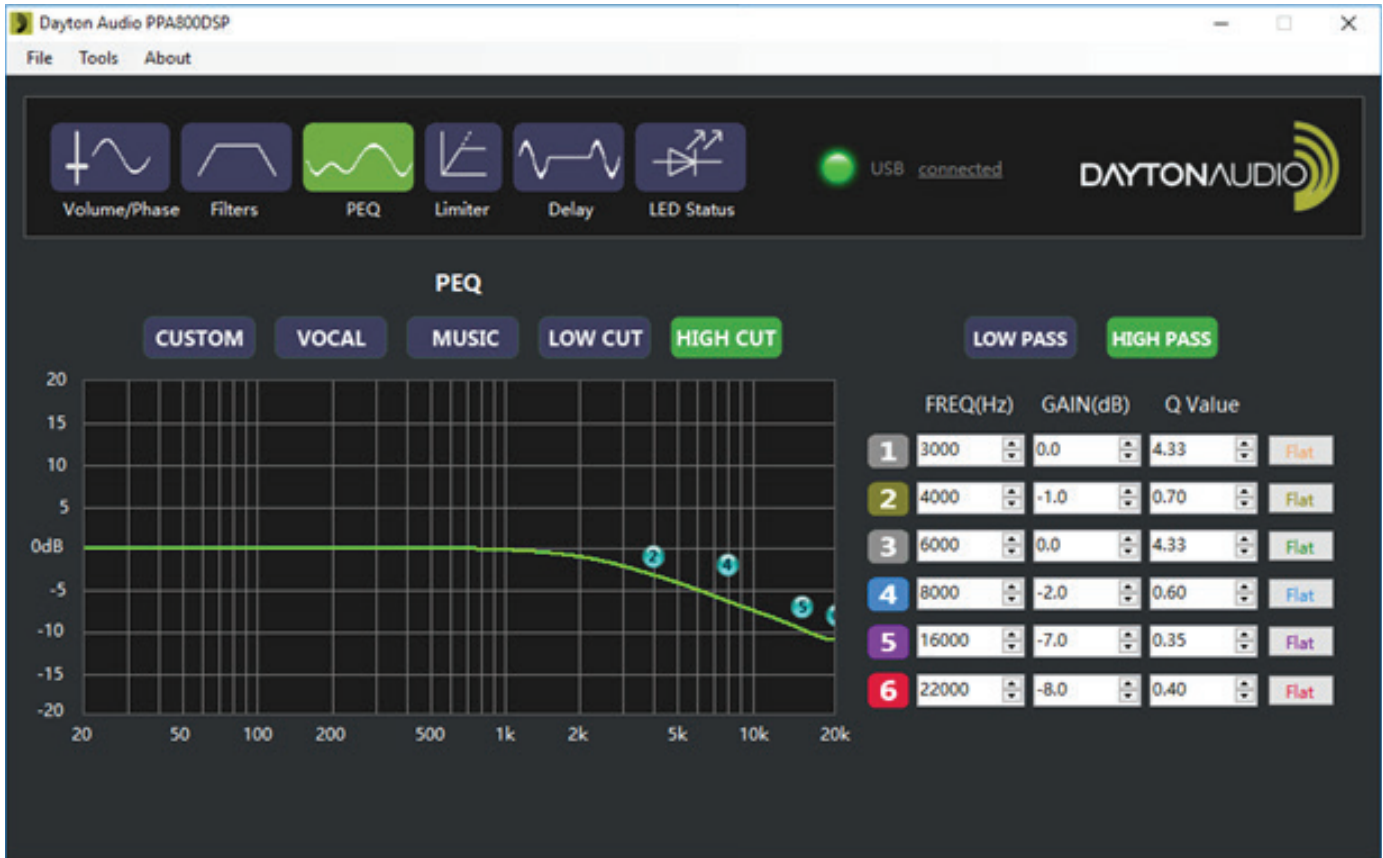 Dayton Audio PPA800DSP
File Tools About
USB connected
DAYTON AUDIO
Volume/Phase Filters PEQ Limiter Delay LED Status
PEQ
CUSTOM VOCAL MUSIC LOW CUT HIGH CUT LOW PASS HIGH PASS
FREQ(Hz) GAIN(dB) Q Value
1 3000 0.0 4.33 Flat
2 4000 -1.0 0.70 Flat
3 6000 0.0 4.33 Flat
4 8000 -2.0 0.60 Flat
5 16000 -7.0 0.35 Flat
6 22000 -8.0 0.40 Flat
20
15
10
5
0dB
-5
-10
-15
-20
2 4 5
20 50 100 200 500 1k 2k 5k 10k 20k